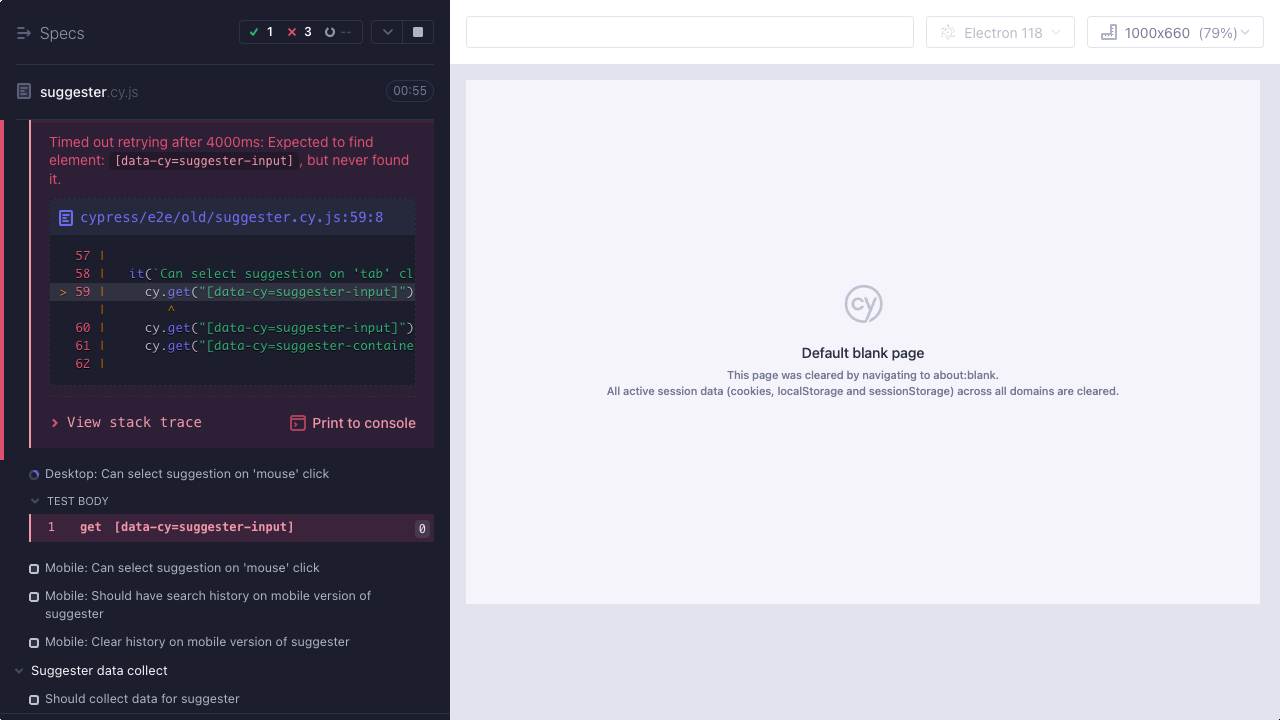 Specs
1 3 --
Electron 118
1000x660 (79%)
suggester.cy.js
00:55
Timed out retrying after 4000ms: Expected to find
element: [data-cy=suggester-input], but never found
it.
cypress/e2e/old/suggester.cy.js:59:8
57 |
58 | it(`Can select suggestion on 'tab' cl
> 59 | cy.get("[data-cy=suggester-input]")
| ^
60 | cy.get("[data-cy=suggester-input]")
61 | cy.get("[data-cy=suggester-containe
62 |
View stack trace
Print to console
Desktop: Can select suggestion on 'mouse' click
TEST BODY
1 get [data-cy=suggester-input] 0
Mobile: Can select suggestion on 'mouse' click
Mobile: Should have search history on mobile version of
suggester
Mobile: Clear history on mobile version of suggester
Suggester data collect
Should collect data for suggester
cy
Default blank page
This page was cleared by navigating to about:blank.
All active session data (cookies, localStorage and sessionStorage) across all domains are cleared.